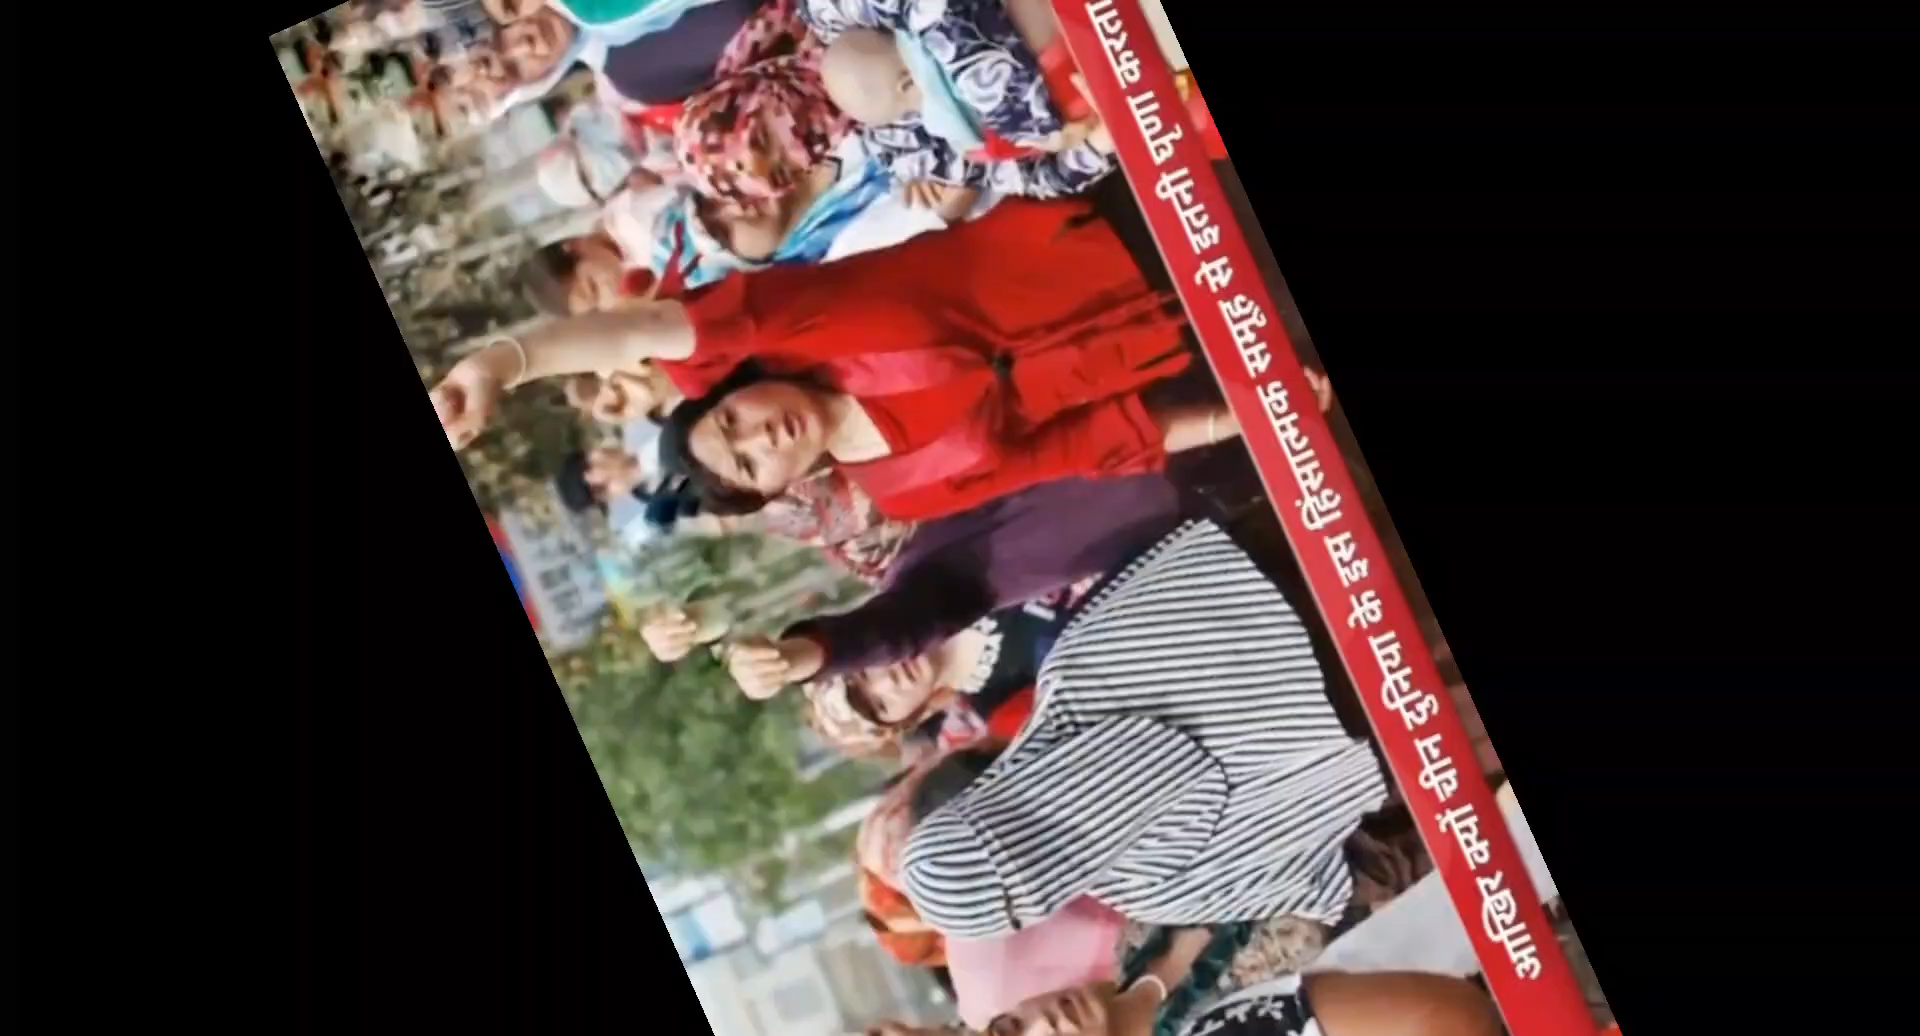 आखिर क्यों चीन दुनिया के इस हिंसात्मक समूह से इतनी घृणा करता